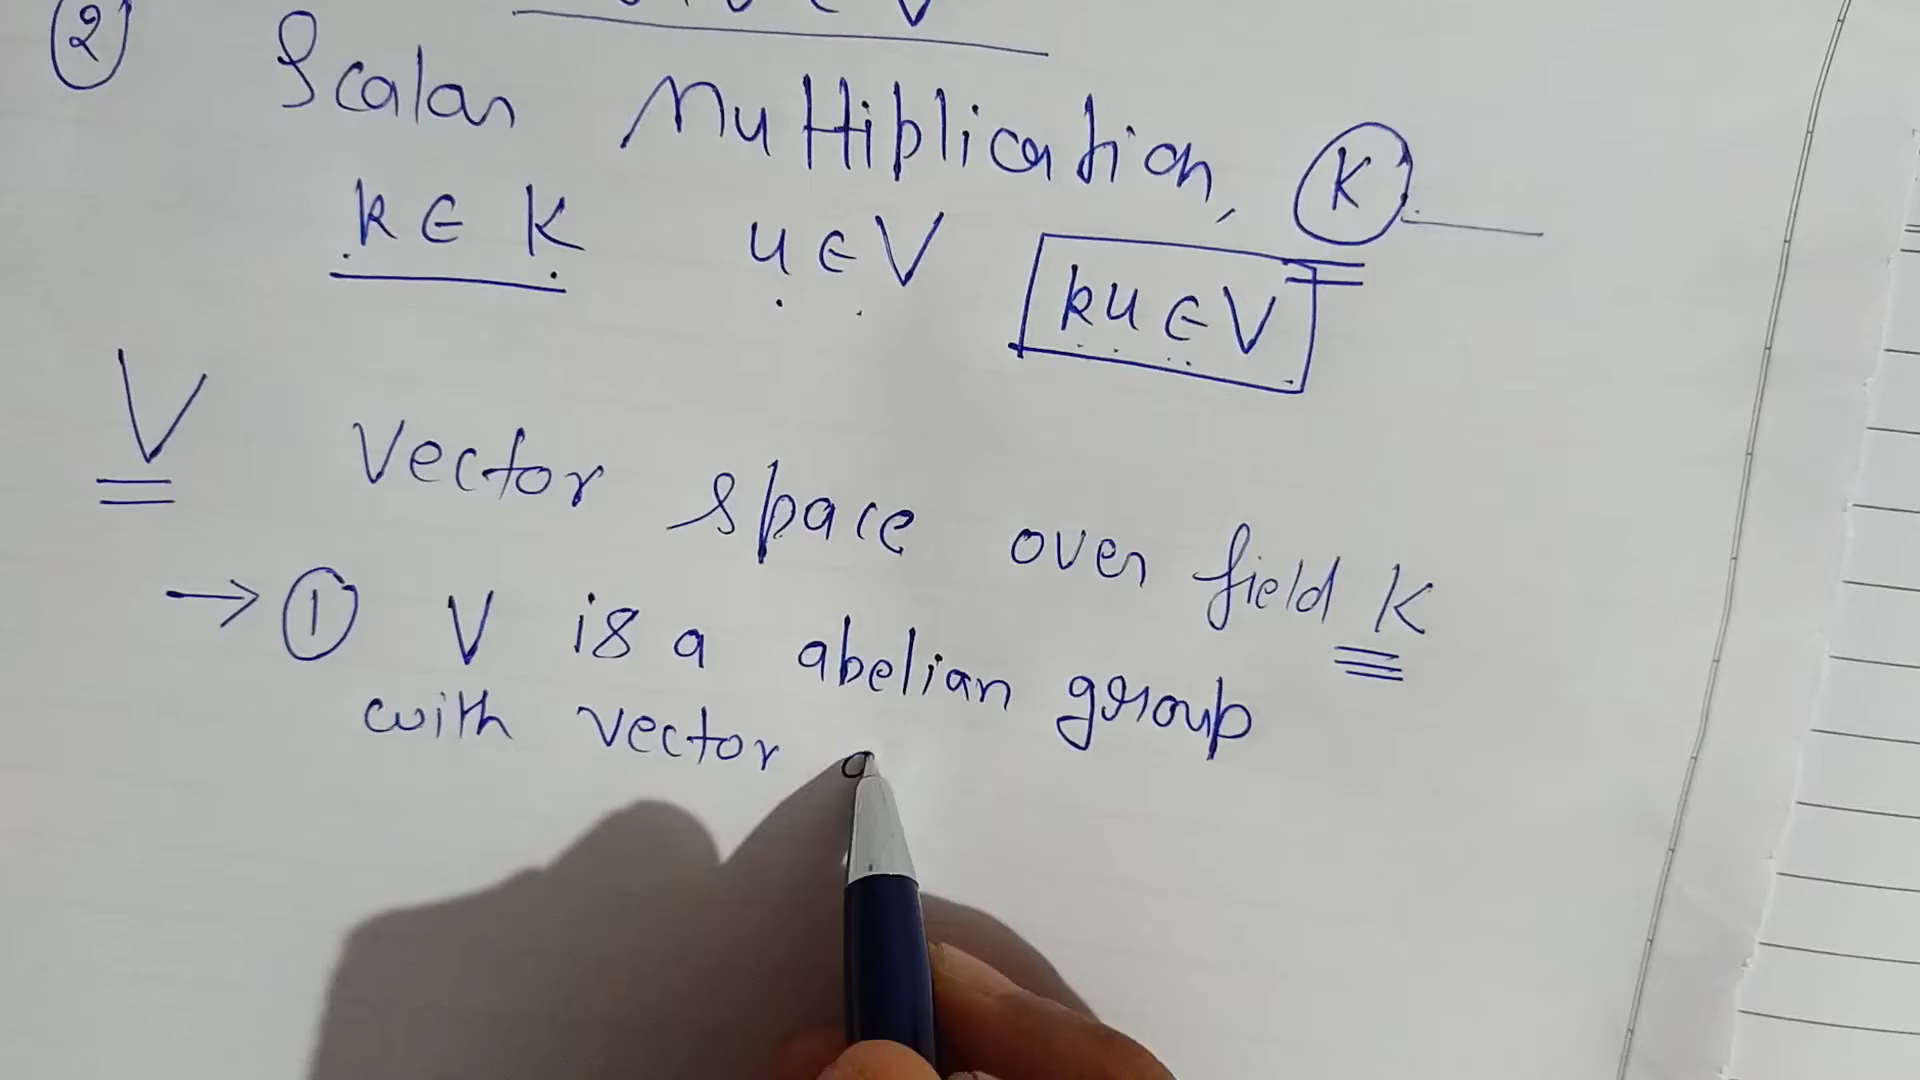 ② Scalar Multiplication, K
k ∈ K u ∈ V ku ∈ V
V Vector space over field K
→ ① V is a abelian group
with vector a